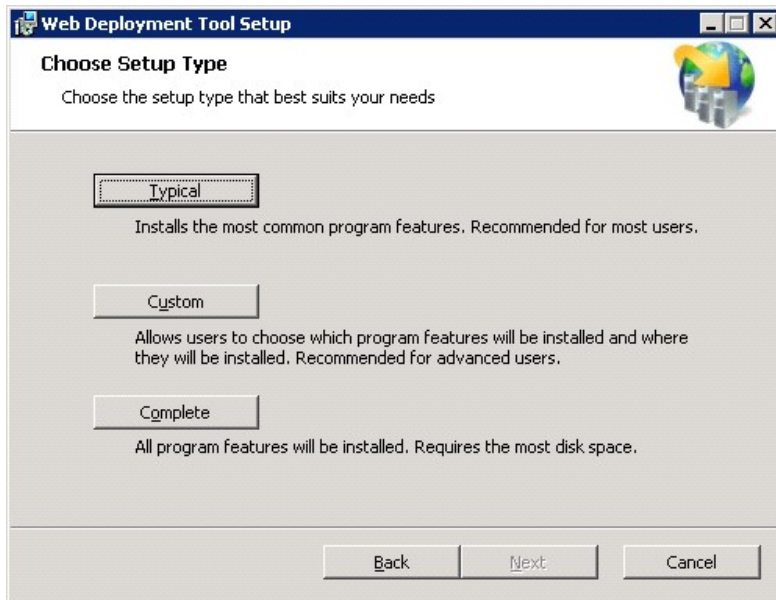 Web Deployment Tool Setup
Choose Setup Type
Choose the setup type that best suits your needs
Typical
Installs the most common program features. Recommended for most users.
Custom
Allows users to choose which program features will be installed and where
they will be installed. Recommended for advanced users.
Complete
All program features will be installed. Requires the most disk space.
Back Next Cancel